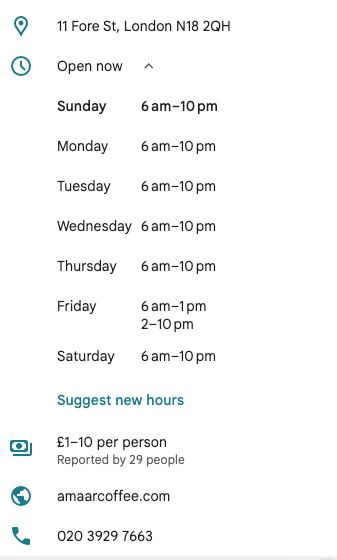 11 Fore St, London N18 2QH
Open now
Sunday 6 am–10 pm
Monday 6 am–10 pm
Tuesday 6 am–10 pm
Wednesday 6 am–10 pm
Thursday 6 am–10 pm
Friday 6 am–1 pm
2–10 pm
Saturday 6 am–10 pm
Suggest new hours
£1–10 per person
Reported by 29 people
amaarcoffee.com
020 3929 7663